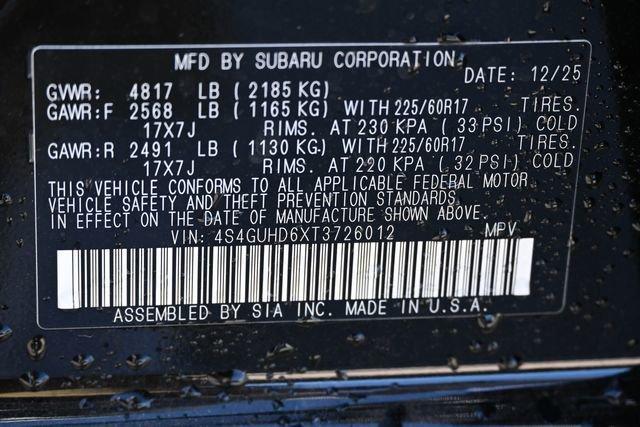 MFD BY SUBARU CORPORATION
DATE: 12/25
GVWR: 4817 LB (2185 KG)
GAWR:F 2568 LB (1165 KG) WITH 225/60R17 TIRES.
17X7J RIMS. AT 230 KPA (33 PSI) COLD
GAWR:R 2491 LB (1130 KG) WITH 225/60R17 TIRES.
17X7J RIMS. AT 220 KPA (32 PSI) COLD
THIS VEHICLE CONFORMS TO ALL APPLICABLE FEDERAL MOTOR
VEHICLE SAFETY AND THEFT PREVENTION STANDARDS
IN EFFECT ON THE DATE OF MANUFACTURE SHOWN ABOVE.
VIN: 4S4GUHD6XT3726012 MPV
ASSEMBLED BY SIA INC. MADE IN U.S.A.